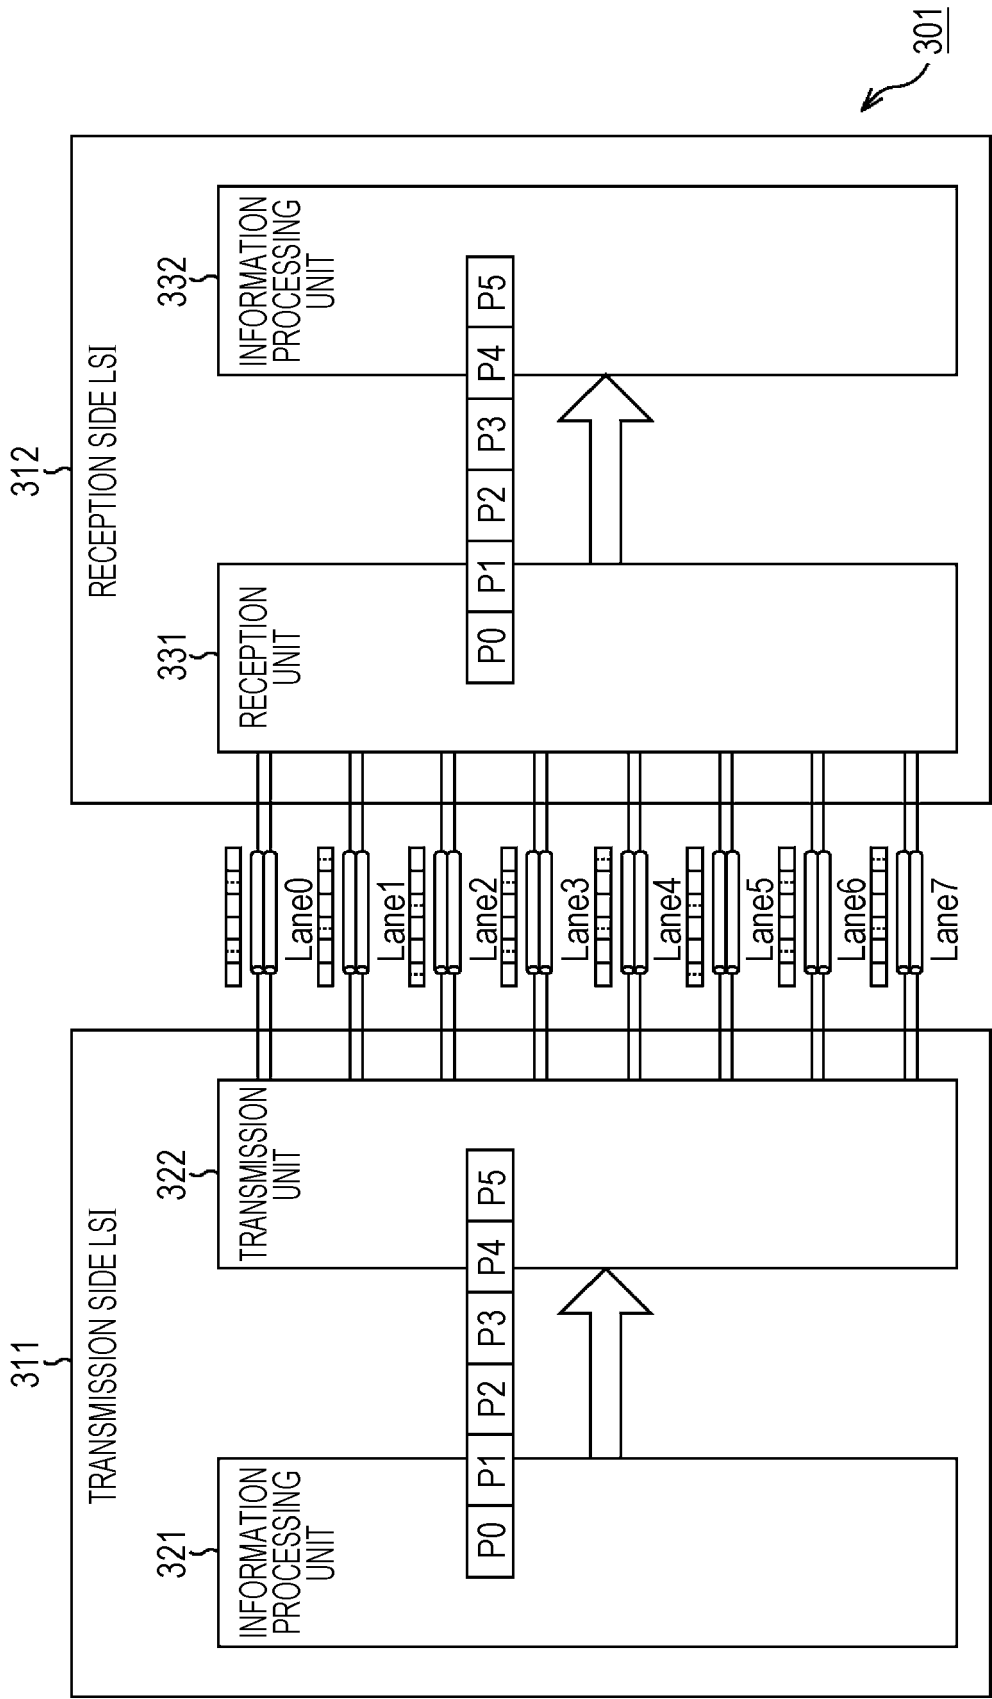 301
311
TRANSMISSION SIDE LSI
321
INFORMATION
PROCESSING
UNIT
P0 P1 P2 P3 P4 P5
322
TRANSMISSION
UNIT
Lane0
Lane1
Lane2
Lane3
Lane4
Lane5
Lane6
Lane7
312
RECEPTION SIDE LSI
331
RECEPTION
UNIT
P0 P1 P2 P3 P4 P5
332
INFORMATION
PROCESSING
UNIT